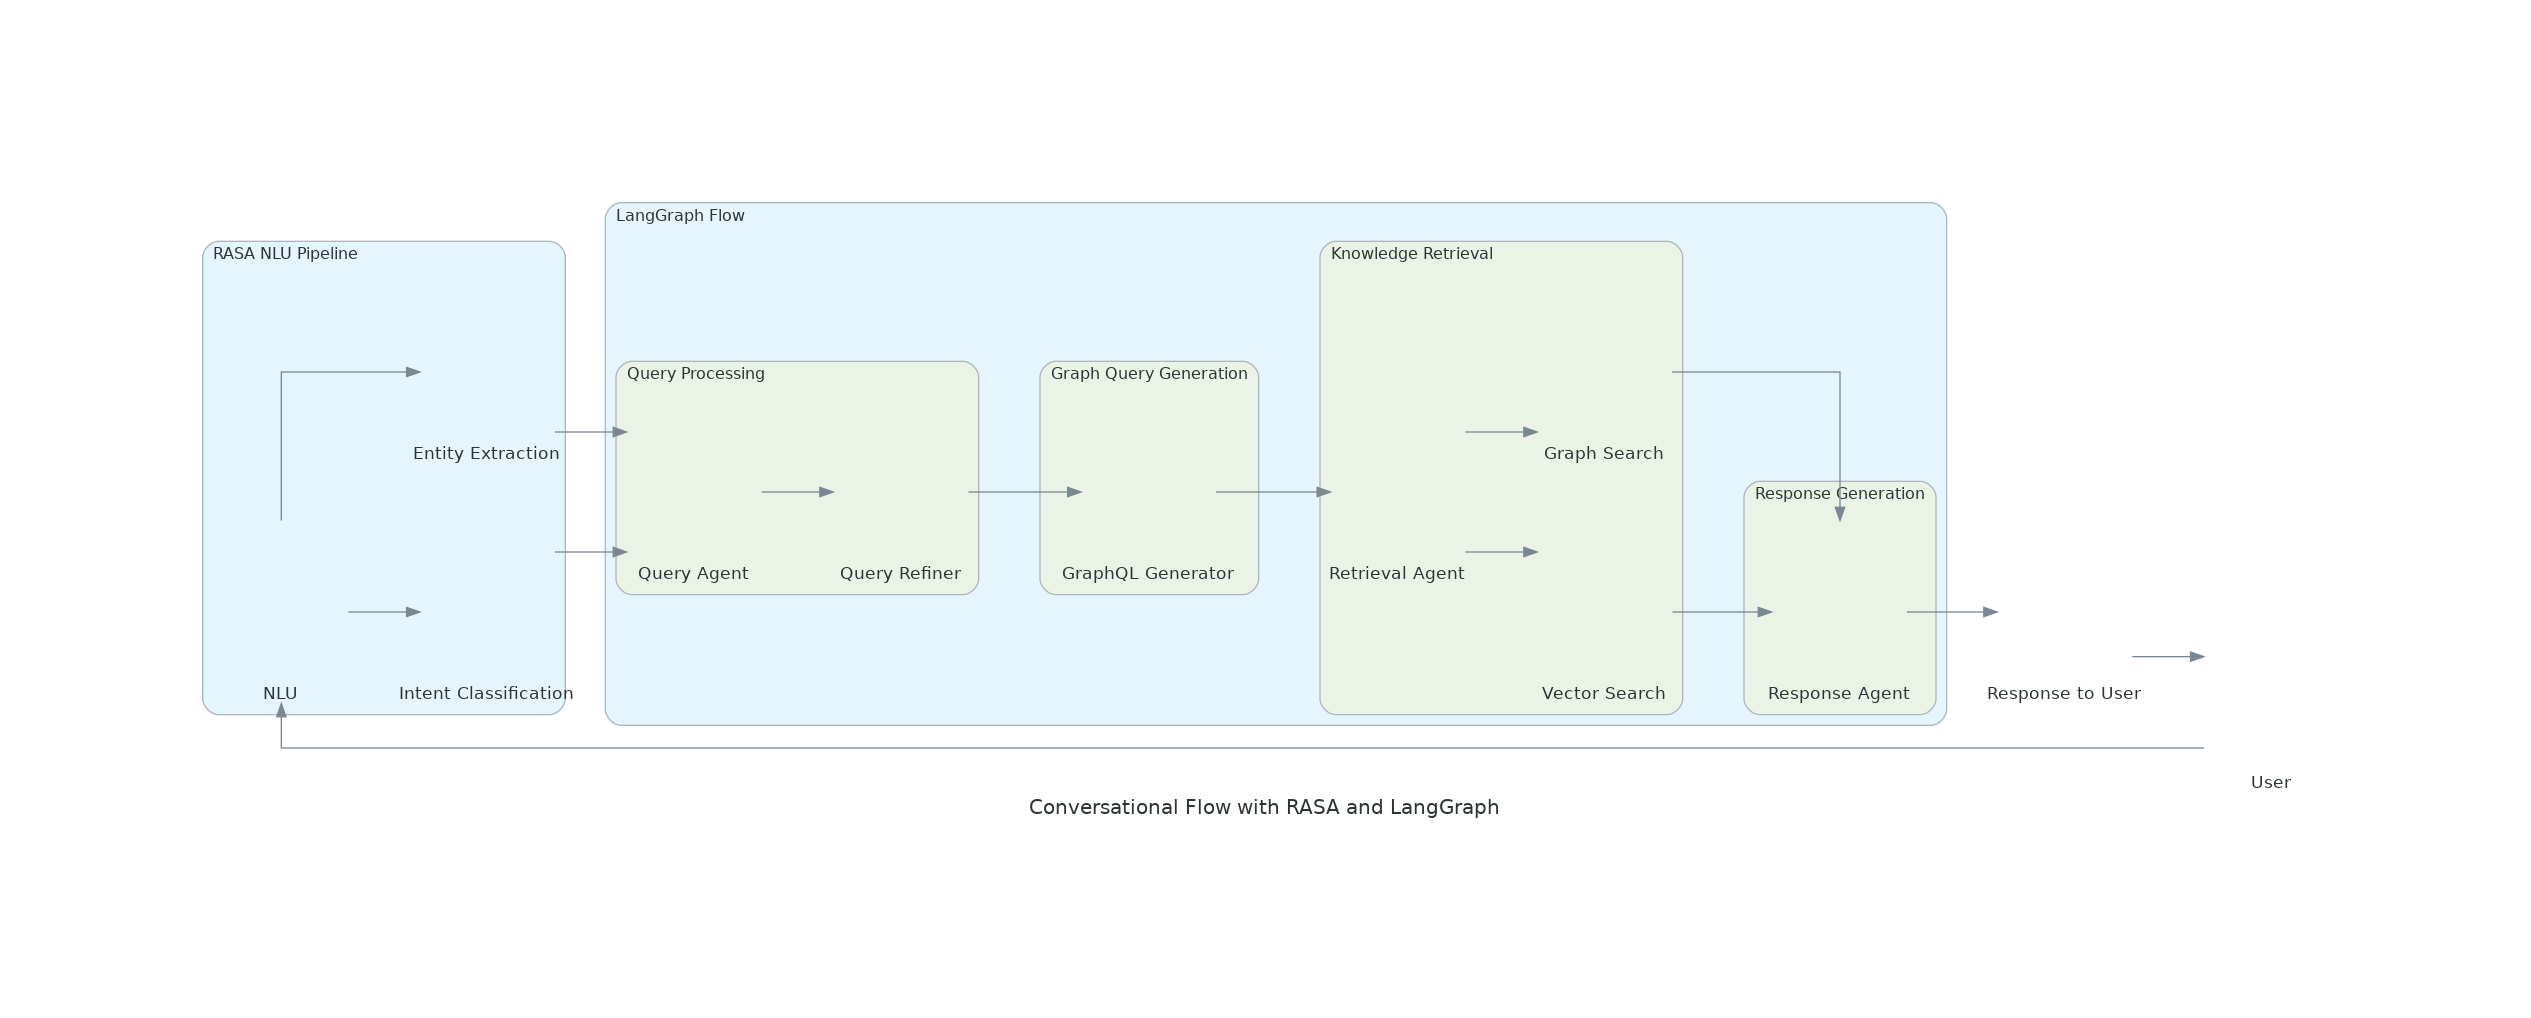 LangGraph Flow
RASA NLU Pipeline
Knowledge Retrieval
Query Processing
Graph Query Generation
Entity Extraction
Graph Search
Response Generation
Query Agent
Query Refiner
GraphQL Generator
Retrieval Agent
NLU
Intent Classification
Vector Search
Response Agent
Response to User
User
Conversational Flow with RASA and LangGraph